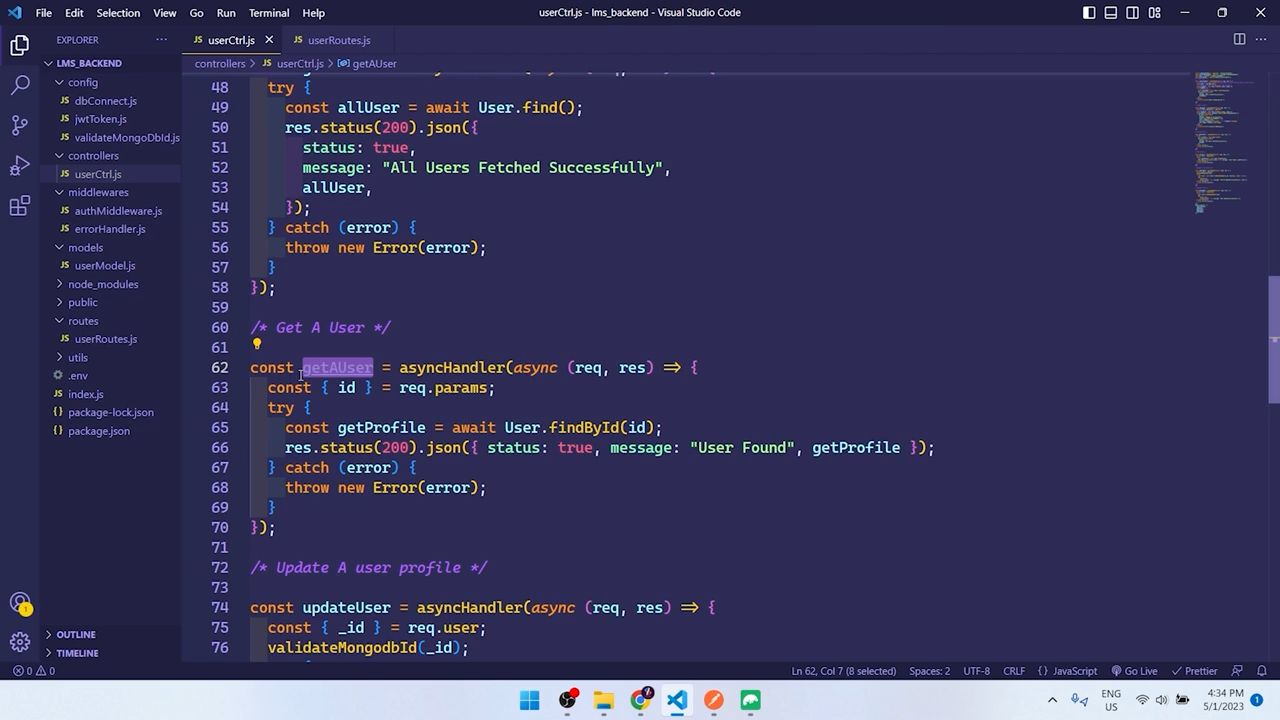 File Edit Selection View Go Run Terminal Help
userCtrl.js - lms_backend - Visual Studio Code
EXPLORER
userCtrl.js
userRoutes.js
LMS_BACKEND
config
dbConnect.js
jwtToken.js
validateMongoDbId.js
controllers
userCtrl.js
middlewares
authMiddleware.js
errorHandler.js
models
userModel.js
node_modules
public
routes
userRoutes.js
utils
.env
index.js
package-lock.json
package.json
OUTLINE
TIMELINE
controllers > userCtrl.js > getAUser
48 try {
49 const allUser = await User.find();
50 res.status(200).json({
51 status: true,
52 message: "All Users Fetched Successfully",
53 allUser,
54 });
55 } catch (error) {
56 throw new Error(error);
57 }
58 });
59
60 /* Get A User */
61
62 const getAUser = asyncHandler(async (req, res) => {
63 const { id } = req.params;
64 try {
65 const getProfile = await User.findById(id);
66 res.status(200).json({ status: true, message: "User Found", getProfile });
67 } catch (error) {
68 throw new Error(error);
69 }
70 });
71
72 /* Update A user profile */
73
74 const updateUser = asyncHandler(async (req, res) => {
75 const { _id } = req.user;
76 validateMongodbId(_id);
1
0 0
Ln 62, Col 7 (8 selected) Spaces: 2 UTF-8 CRLF {} JavaScript Go Live Prettier
ENG
US
4:34 PM
5/1/2023
1